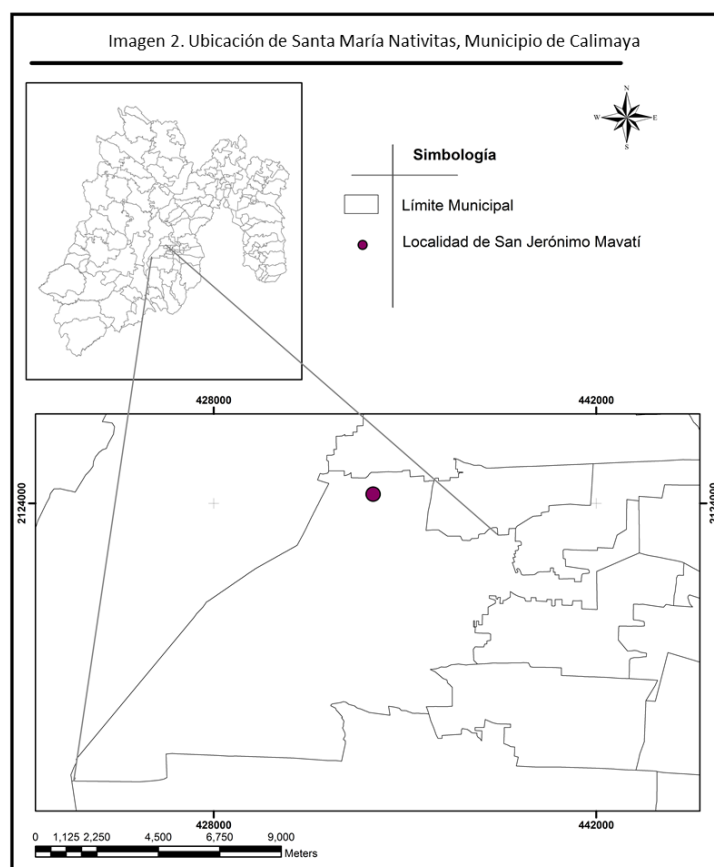 Imagen 2. Ubicación de Santa María Nativitas, Municipio de Calimaya
N
W E
S
Simbología
Límite Municipal
Localidad de San Jerónimo Mavatí
428000 442000
2124000 2124000
428000 442000
0 1,125 2,250 4,500 6,750 9,000
Meters